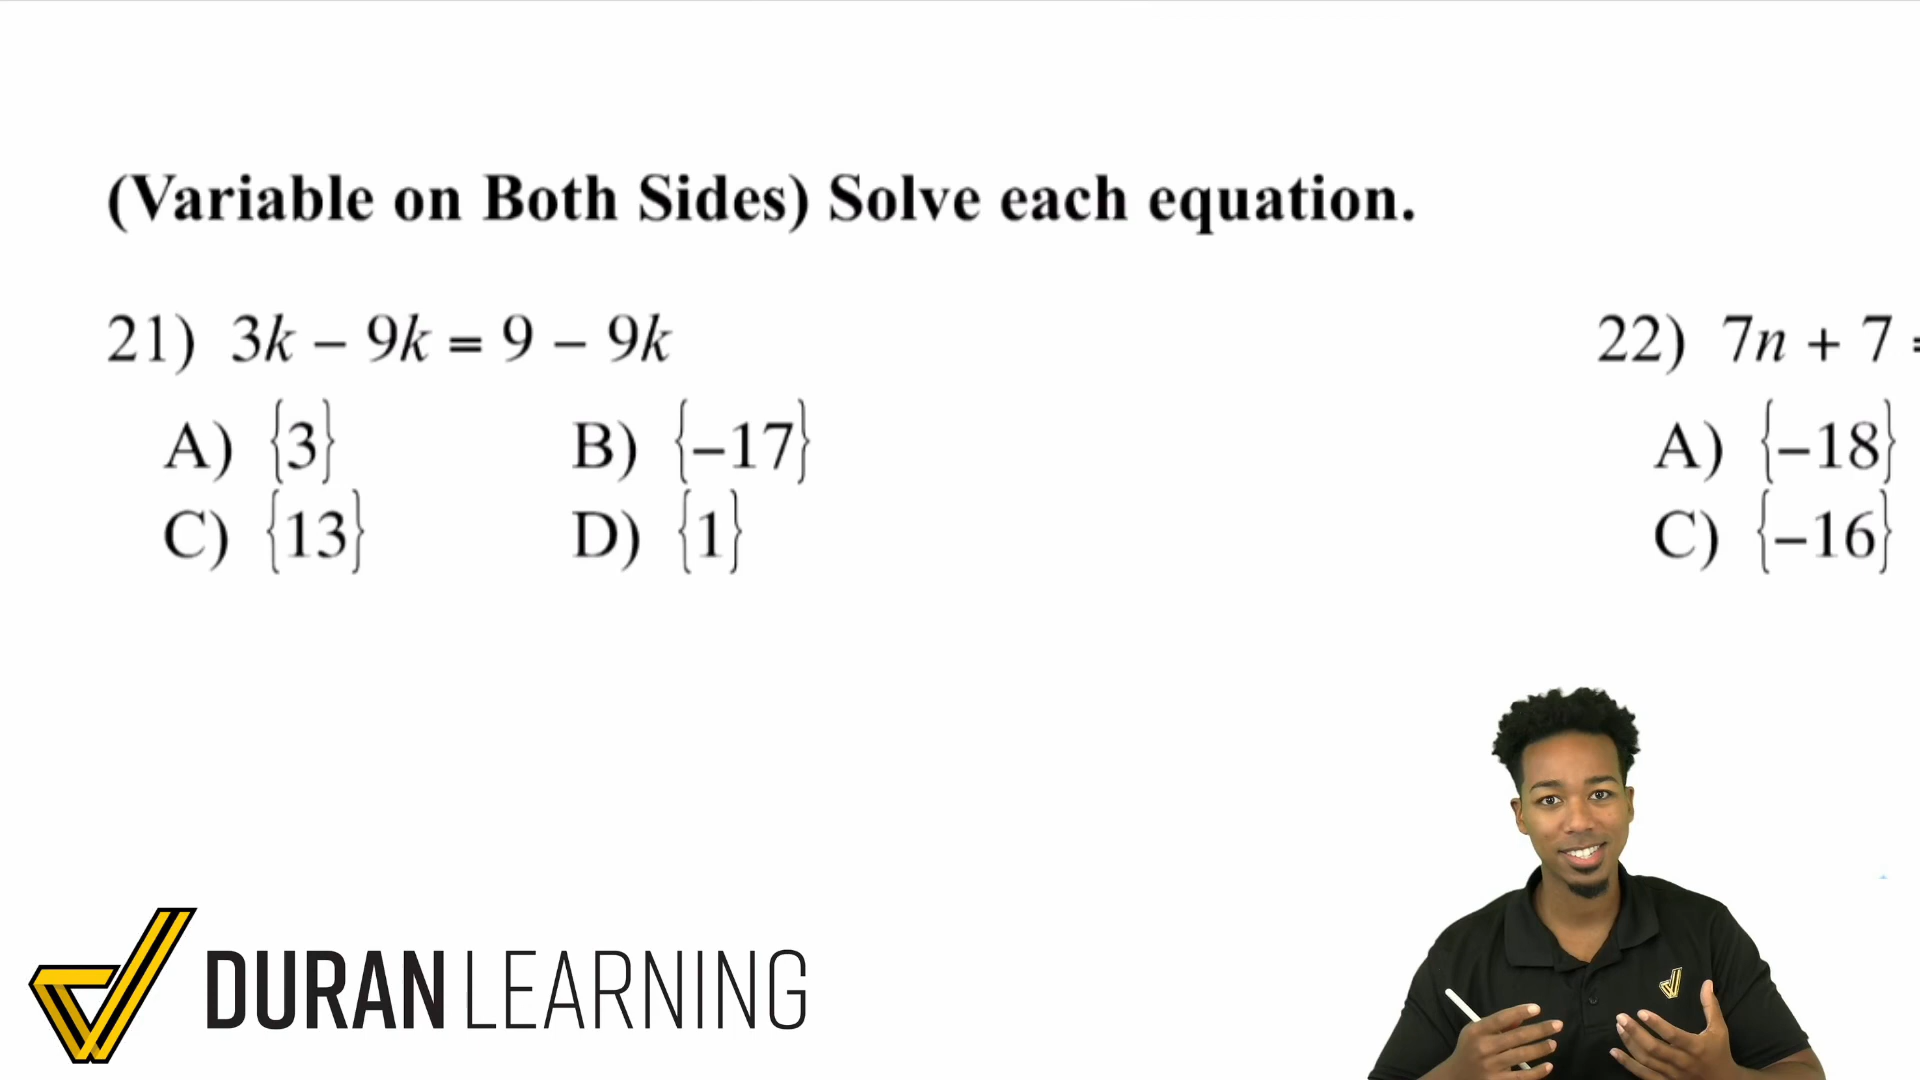 (Variable on Both Sides) Solve each equation.
21) 3k – 9k = 9 – 9k
A) {3} B) {–17}
C) {13} D) {1}
22) 7n + 7 =
A) {–18}
C) {–16}
DURAN LEARNING